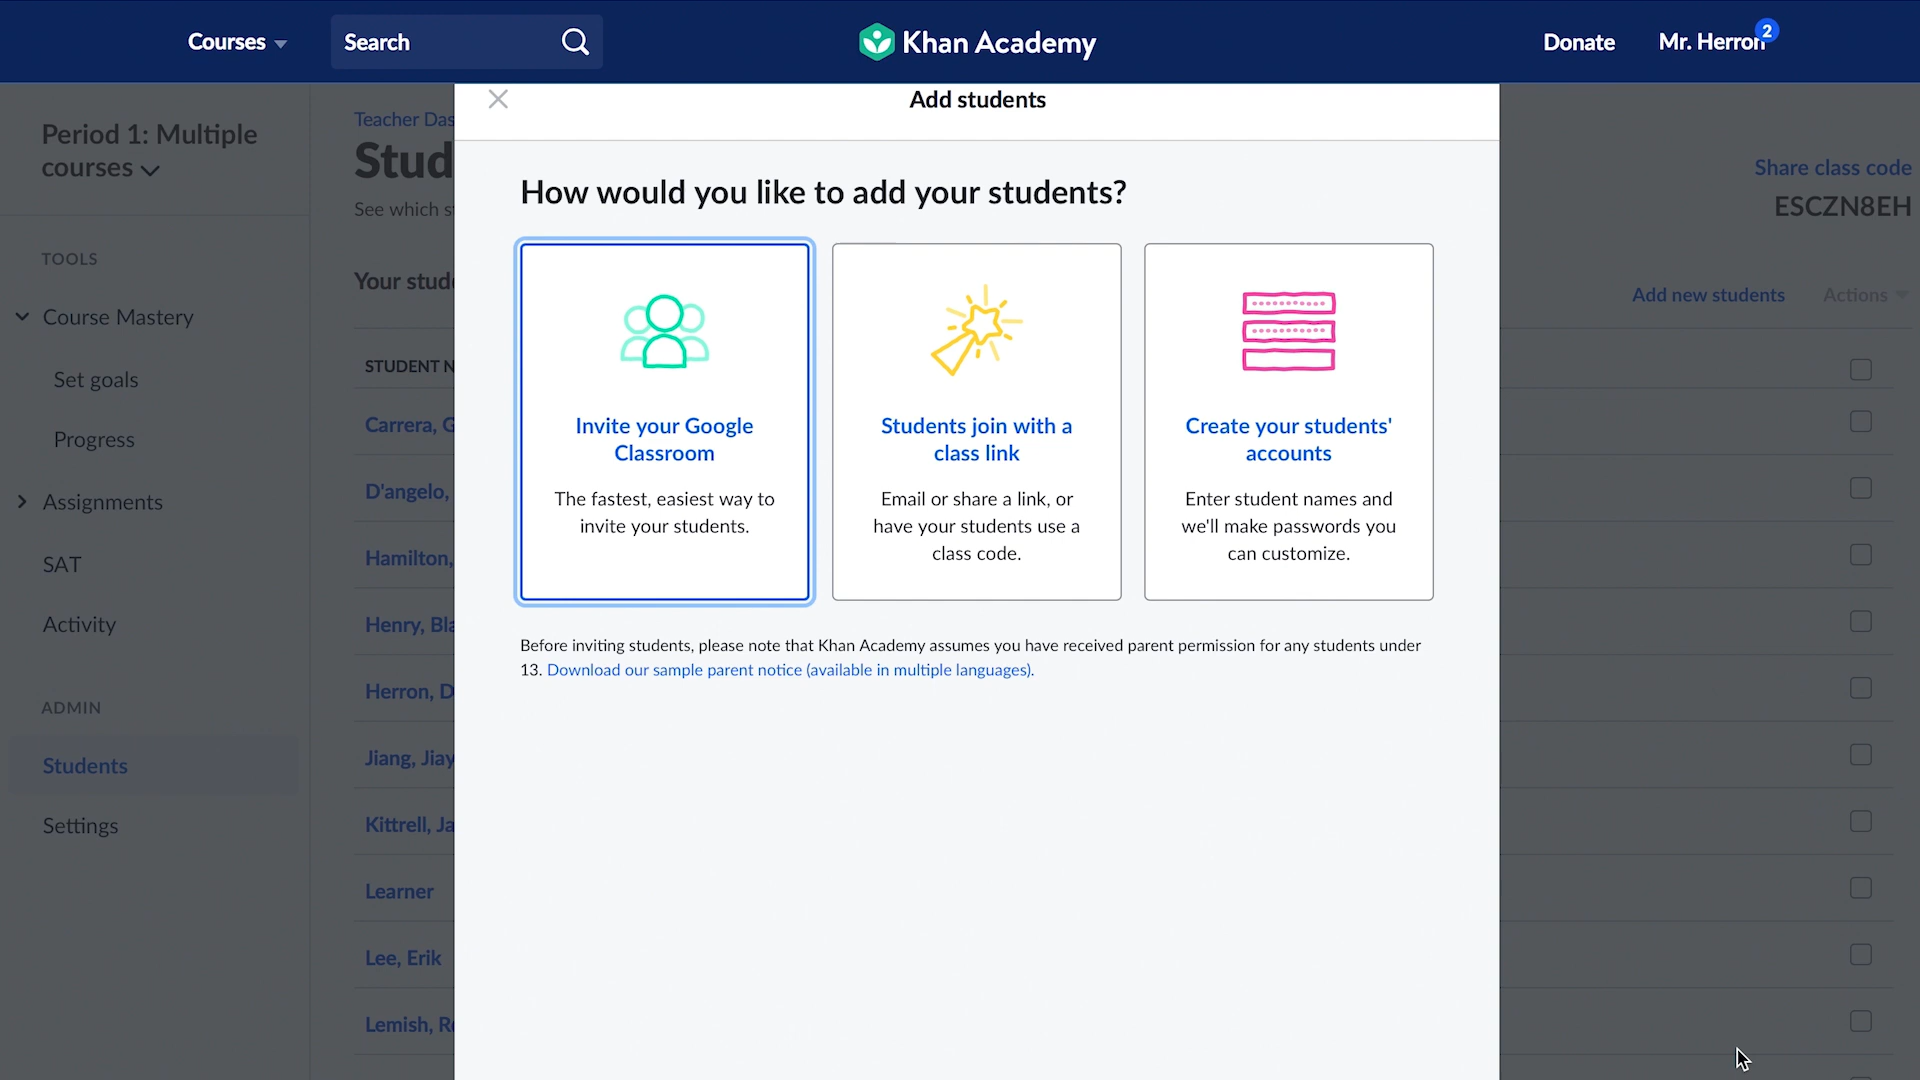 Courses
Search
Khan Academy
Donate
Mr. Herron
2
Period 1: Multiple
courses
TOOLS
Course Mastery
Set goals
Progress
Assignments
SAT
Activity
ADMIN
Students
Settings
Teacher Das
Stud
See which s
Your stud
STUDENT N
Carrera, G
D'angelo,
Hamilton,
Henry, Bla
Herron, D
Jiang, Jiay
Kittrell, Ja
Learner
Lee, Erik
Lemish, R
Add students
How would you like to add your students?
Invite your Google
Classroom
The fastest, easiest way to
invite your students.
Students join with a
class link
Email or share a link, or
have your students use a
class code.
Create your students'
accounts
Enter student names and
we'll make passwords you
can customize.
Before inviting students, please note that Khan Academy assumes you have received parent permission for any students under
13. Download our sample parent notice (available in multiple languages).
Share class code
ESCZN8EH
Add new students
Actions